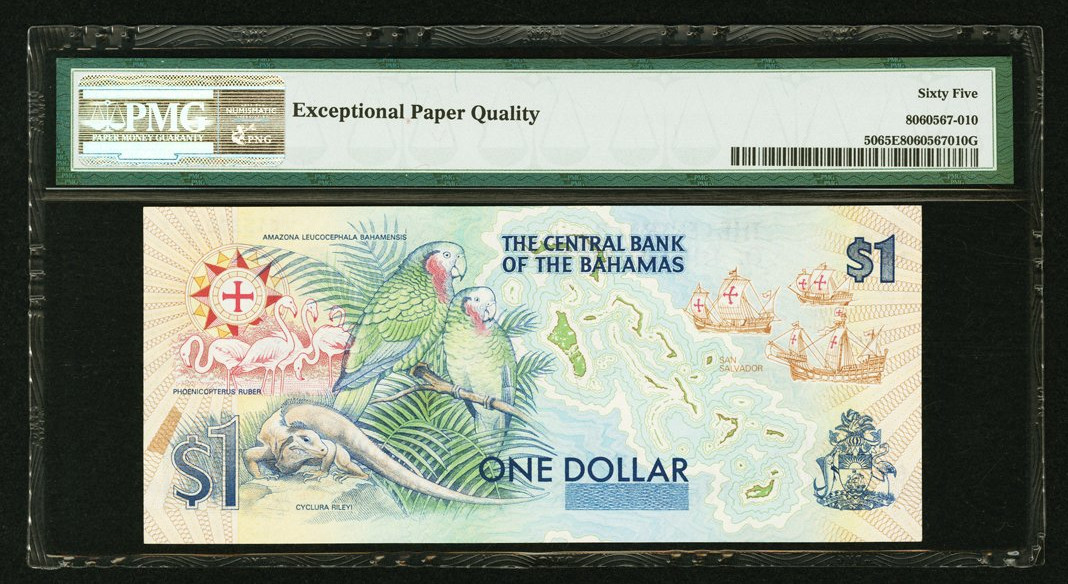 PMG
PAPER MONEY GUARANTY
NUMISMATIC
PNG
Exceptional Paper Quality
Sixty Five
8060567-010
5065E8060567010G
AMAZONA LEUCOCEPHALA BAHAMENSIS
THE CENTRAL BANK
OF THE BAHAMAS
$1
SAN
SALVADOR
PHOENICOPTERUS RUBER
$1
ONE DOLLAR
CYCLURA RILEYI